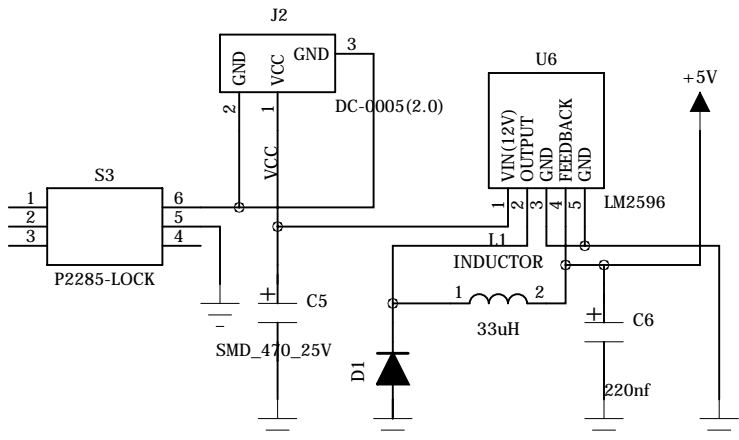 J2
GND
VCC
GND
3
2
1
DC-0005(2.0)
VCC
U6
VIN(12V)
OUTPUT
GND
FEEDBACK
GND
1
2
3
4
5
LM2596
+5V
S3
1
2
3
6
5
4
P2285-LOCK
L1
INDUCTOR
1
2
33uH
+
C5
SMD_470_25V
D1
+
C6
220nf